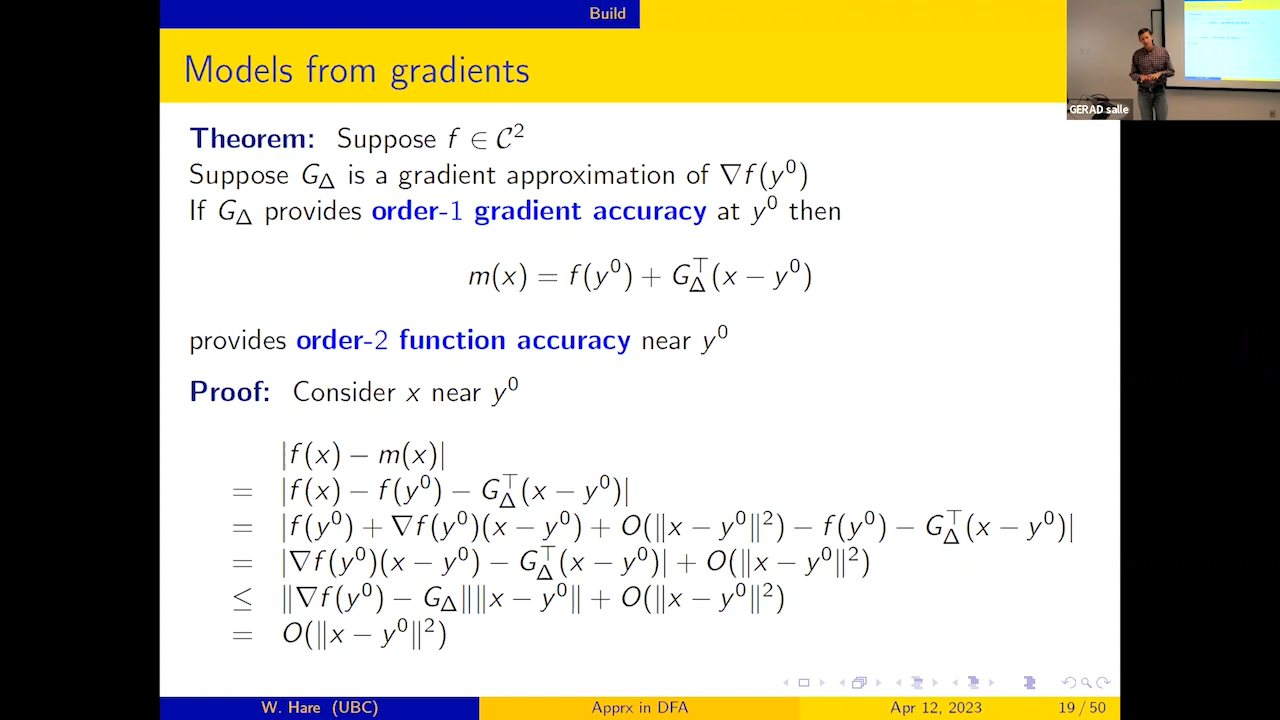 Build
Models from gradients
GERAD salle
Theorem: Suppose f ∈ C²
Suppose G_Δ is a gradient approximation of ∇f(y⁰)
If G_Δ provides order-1 gradient accuracy at y⁰ then
m(x) = f(y⁰) + G_Δ^⊤(x − y⁰)
provides order-2 function accuracy near y⁰
Proof: Consider x near y⁰
|f(x) − m(x)|
= |f(x) − f(y⁰) − G_Δ^⊤(x − y⁰)|
= |f(y⁰) + ∇f(y⁰)(x − y⁰) + O(‖x − y⁰‖²) − f(y⁰) − G_Δ^⊤(x − y⁰)|
= |∇f(y⁰)(x − y⁰) − G_Δ^⊤(x − y⁰)| + O(‖x − y⁰‖²)
≤ ‖∇f(y⁰) − G_Δ‖‖x − y⁰‖ + O(‖x − y⁰‖²)
= O(‖x − y⁰‖²)
W. Hare (UBC) Apprx in DFA Apr 12, 2023 19 / 50